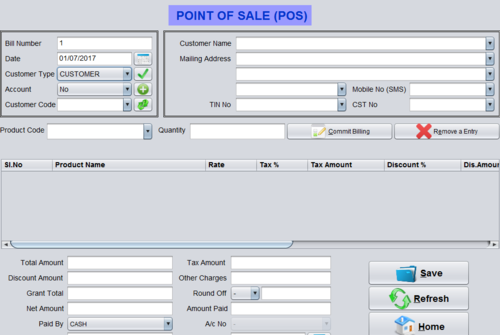 POINT OF SALE (POS)
Bill Number 1 Customer Name
Date 01/07/2017 Mailing Address
Customer Type CUSTOMER
Account No Mobile No (SMS)
Customer Code TIN No CST No
Product Code Quantity Commit Billing Remove a Entry
Sl.No Product Name Rate Tax % Tax Amount Discount % Dis.Amour
Total Amount Tax Amount
Discount Amount Other Charges Save
Grant Total Round Off - Refresh
Net Amount Amount Paid
Paid By CASH A/c No - Home